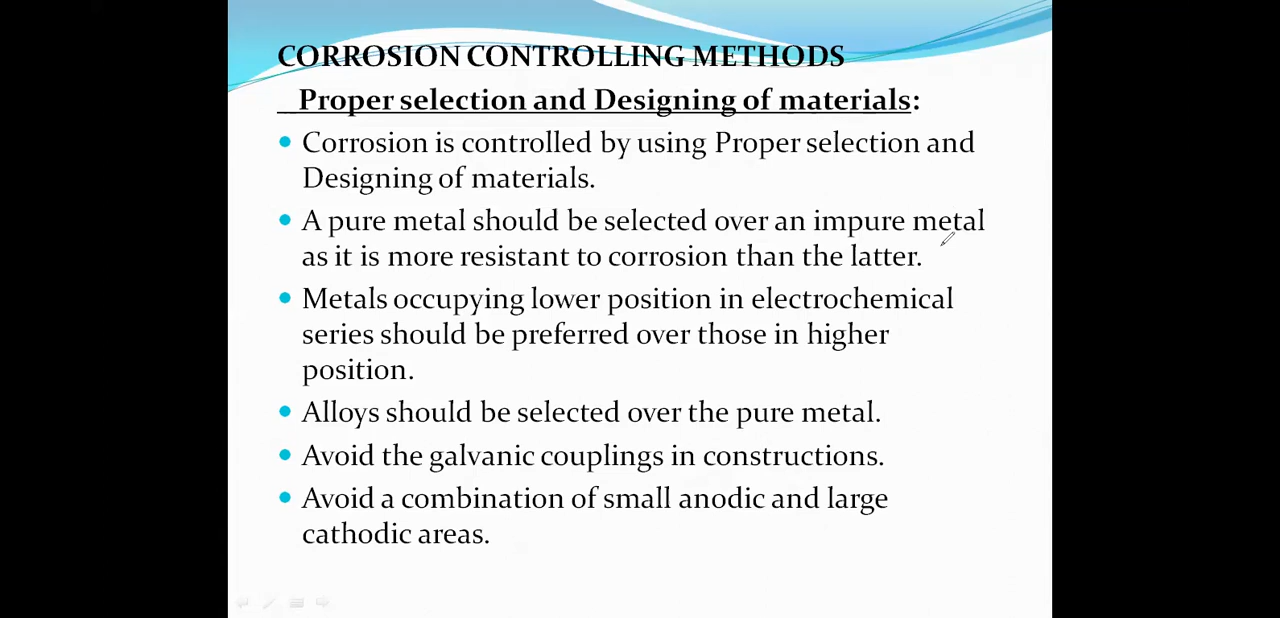 CORROSION CONTROLLING METHODS
Proper selection and Designing of materials:
• Corrosion is controlled by using Proper selection and
Designing of materials.
• A pure metal should be selected over an impure metal
as it is more resistant to corrosion than the latter.
• Metals occupying lower position in electrochemical
series should be preferred over those in higher
position.
• Alloys should be selected over the pure metal.
• Avoid the galvanic couplings in constructions.
• Avoid a combination of small anodic and large
cathodic areas.